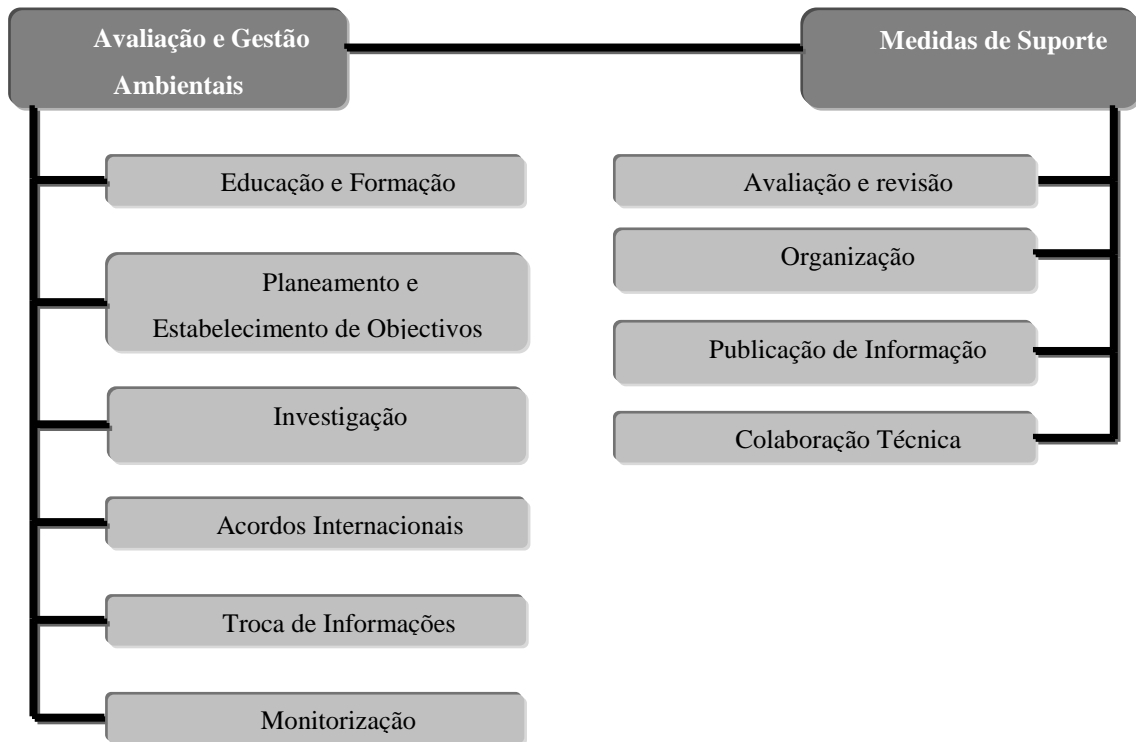 Avaliação e Gestão
Ambientais
Medidas de Suporte
Educação e Formação
Planeamento e
Estabelecimento de Objectivos
Investigação
Acordos Internacionais
Troca de Informações
Monitorização
Avaliação e revisão
Organização
Publicação de Informação
Colaboração Técnica